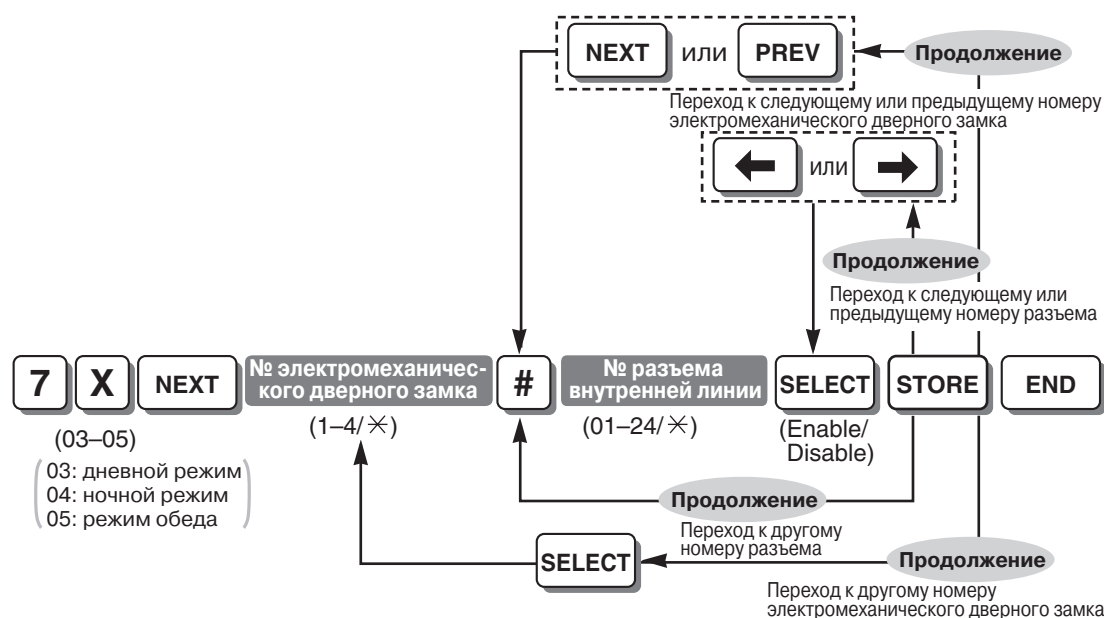 NEXT или PREV
Продолжение
Переход к следующему или предыдущему номеру
электромеханического дверного замка
← или →
Продолжение
Переход к следующему или
предыдущему номеру разъема
7 X NEXT
№ электромеханичес-
кого дверного замка
#
№ разъема
внутренней линии
SELECT STORE END
(03–05)
(1–4/✳)
(01–24/✳)
(Enable/
Disable)
03: дневной режим
04: ночной режим
05: режим обеда
Продолжение
Переход к другому
номеру разъема
SELECT
Продолжение
Переход к другому номеру
электромеханического дверного замка